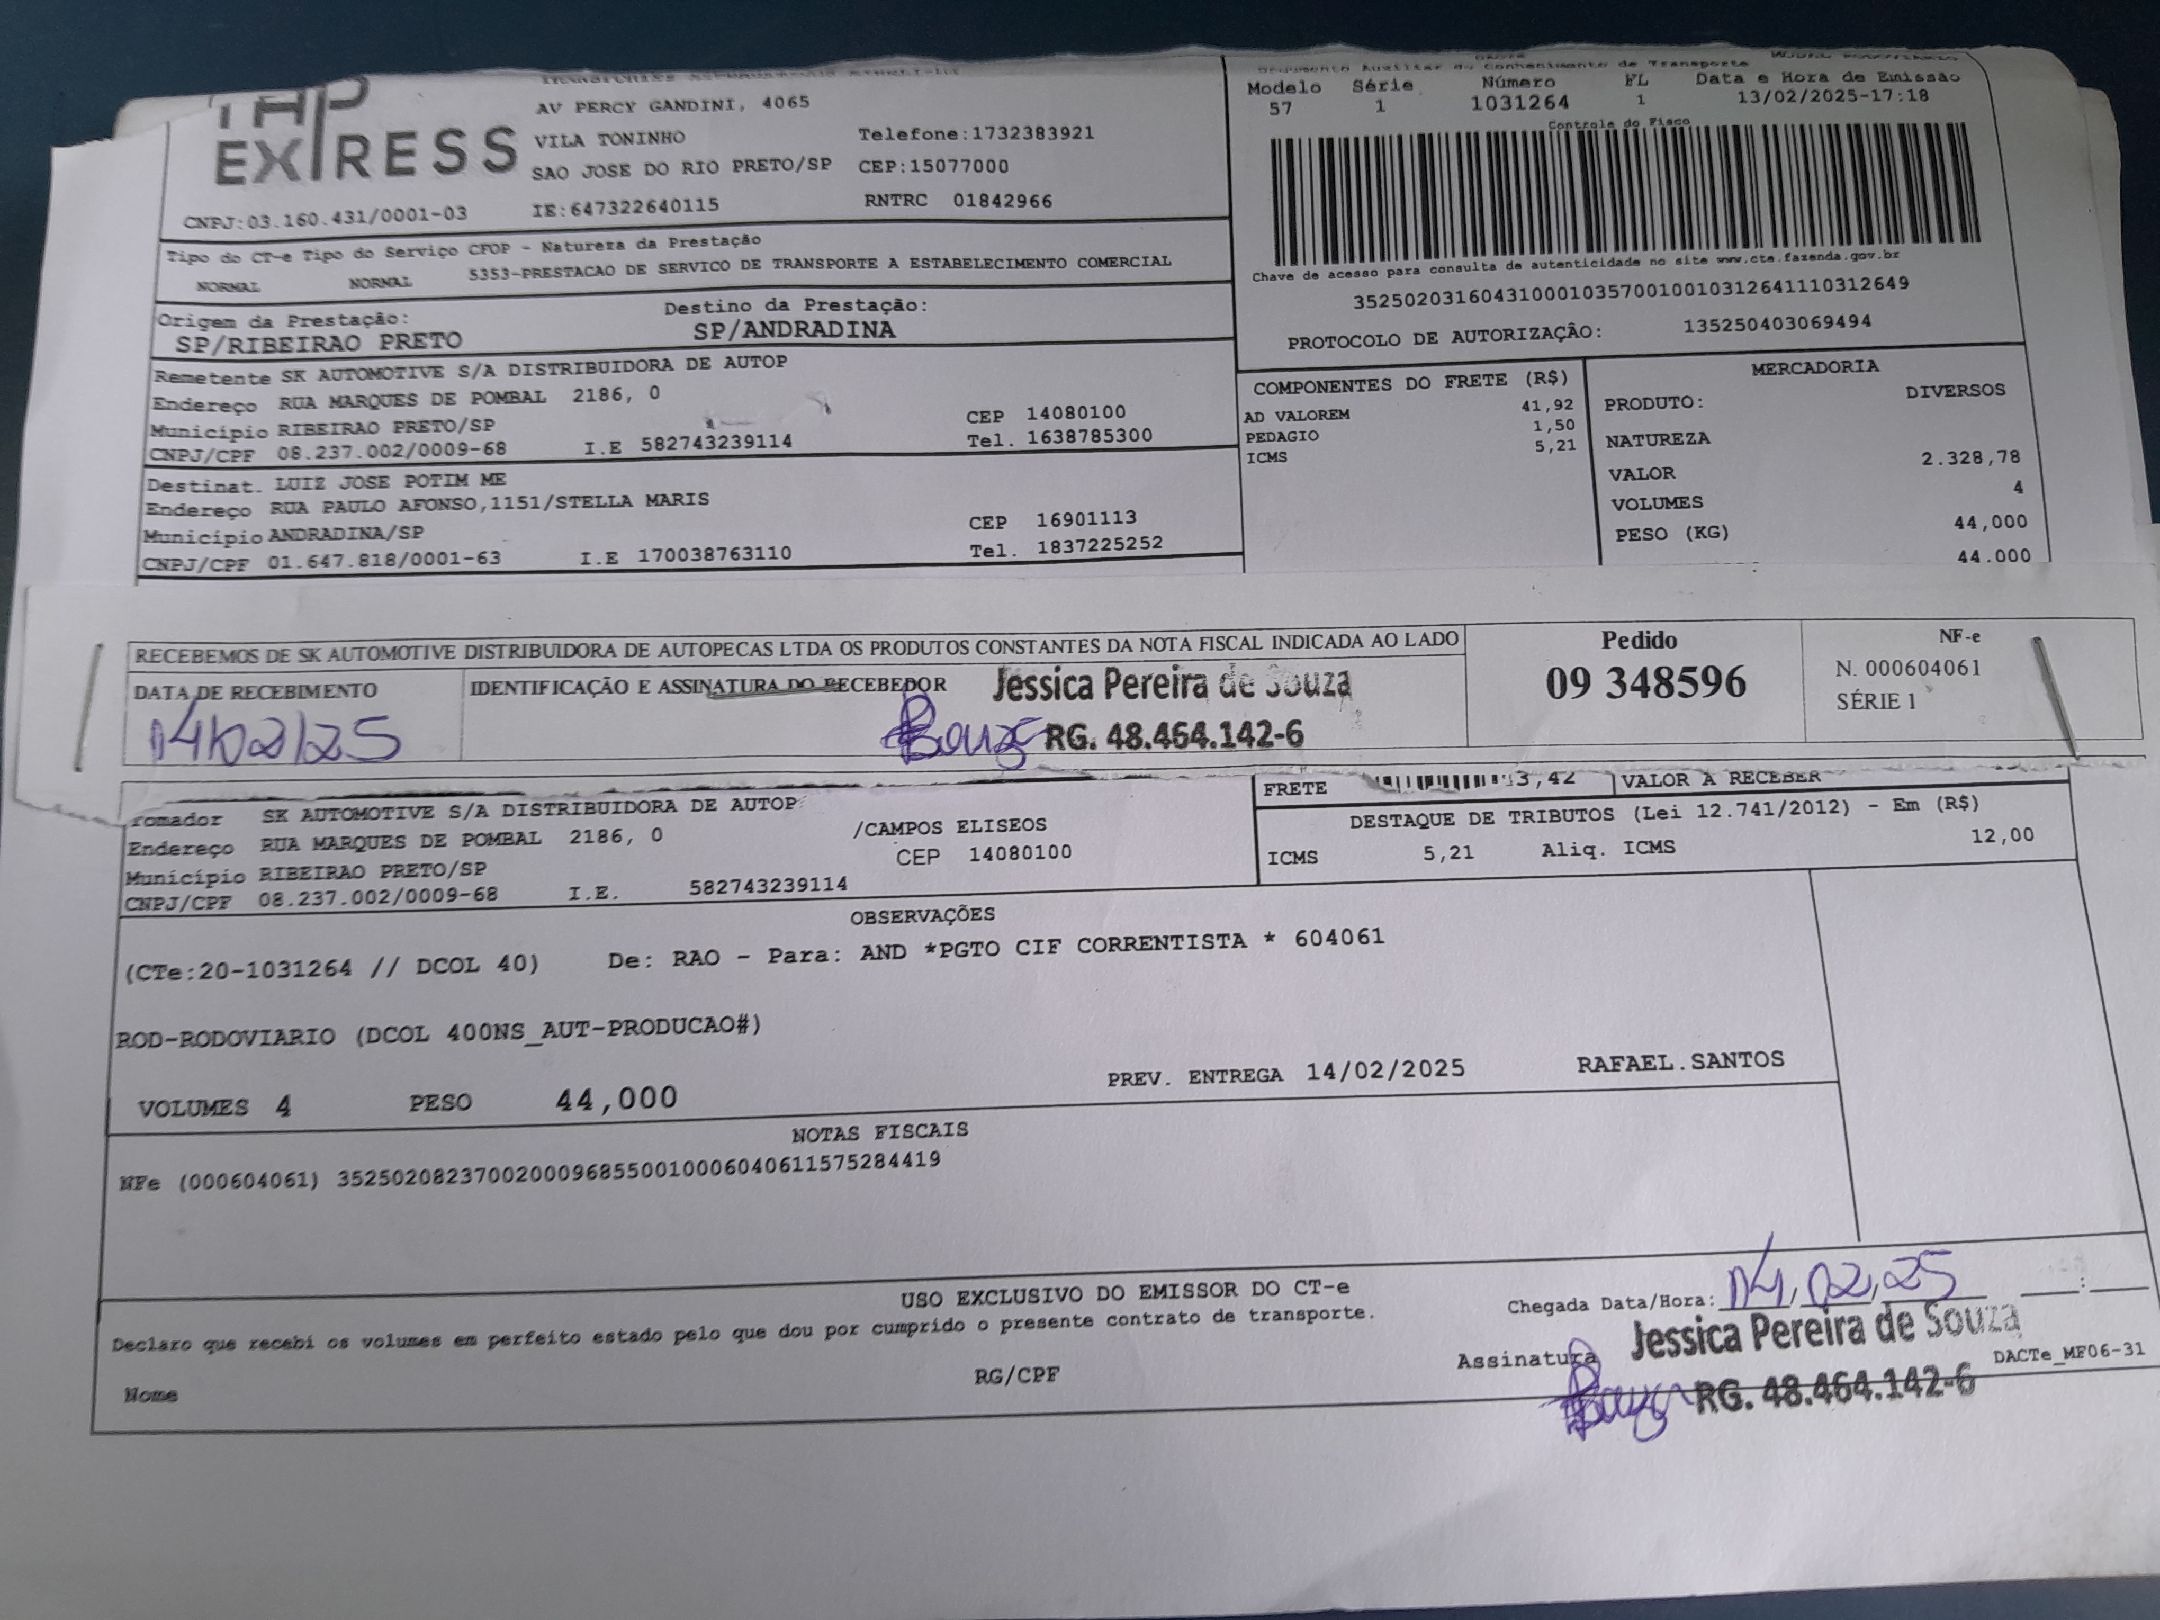 EXPRESS
AV PERCY GANDINI, 4065
VILA TONINHO Telefone:1732383921
SAO JOSE DO RIO PRETO/SP CEP:15077000
CNPJ:03.160.431/0001-03 IE:647322640115 RNTRC 01842966
Documento Auxiliar do Conhecimento de Transporte
Modelo Série Número FL Data e Hora de Emissão
57 1 1031264 1 13/02/2025-17:18
Controle do Fisco
Chave de acesso para consulta de autenticidade no site www.cte.fazenda.gov.br
35250203160431000103570010010312641110312649
PROTOCOLO DE AUTORIZAÇÃO: 135250403069494
Tipo do CT-e Tipo do Serviço CFOP - Natureza da Prestação
NORMAL NORMAL 5353-PRESTACAO DE SERVICO DE TRANSPORTE A ESTABELECIMENTO COMERCIAL
Origem da Prestação: Destino da Prestação:
SP/RIBEIRAO PRETO SP/ANDRADINA
Remetente SK AUTOMOTIVE S/A DISTRIBUIDORA DE AUTOP
Endereço RUA MARQUES DE POMBAL 2186, 0
Município RIBEIRAO PRETO/SP CEP 14080100
CNPJ/CPF 08.237.002/0009-68 I.E 582743239114 Tel. 1638785300
Destinat. LUIZ JOSE POTIM ME
Endereço RUA PAULO AFONSO,1151/STELLA MARIS
Município ANDRADINA/SP CEP 16901113
CNPJ/CPF 01.647.818/0001-63 I.E 170038763110 Tel. 1837225252
COMPONENTES DO FRETE (R$)
AD VALOREM 41,92
PEDAGIO 1,50
ICMS 5,21
MERCADORIA
PRODUTO: DIVERSOS
NATUREZA
VALOR 2.328,78
VOLUMES 4
PESO (KG) 44,000
44.000
RECEBEMOS DE SK AUTOMOTIVE DISTRIBUIDORA DE AUTOPECAS LTDA OS PRODUTOS CONSTANTES DA NOTA FISCAL INDICADA AO LADO
DATA DE RECEBIMENTO IDENTIFICAÇÃO E ASSINATURA DO RECEBEDOR
14/02/25
Jessica Pereira de Souza
Souza RG. 48.464.142-6
Pedido
09 348596
NF-e
N. 000604061
SÉRIE 1
FRETE 3,42 VALOR A RECEBER
Tomador SK AUTOMOTIVE S/A DISTRIBUIDORA DE AUTOP
Endereço RUA MARQUES DE POMBAL 2186, 0 /CAMPOS ELISEOS
Município RIBEIRAO PRETO/SP CEP 14080100
CNPJ/CPF 08.237.002/0009-68 I.E. 582743239114
DESTAQUE DE TRIBUTOS (Lei 12.741/2012) - Em (R$)
ICMS 5,21 Aliq. ICMS 12,00
OBSERVAÇÕES
(CTe:20-1031264 // DCOL 40) De: RAO - Para: AND *PGTO CIF CORRENTISTA * 604061
ROD-RODOVIARIO (DCOL 400NS_AUT-PRODUCAO#)
VOLUMES 4 PESO 44,000 PREV. ENTREGA 14/02/2025 RAFAEL.SANTOS
NOTAS FISCAIS
NFe (000604061) 35250208237002000968550010006040611575284419
USO EXCLUSIVO DO EMISSOR DO CT-e
Declaro que recebi os volumes em perfeito estado pelo que dou por cumprido o presente contrato de transporte.
Chegada Data/Hora: 14,02,25 :
Jessica Pereira de Souza
Nome RG/CPF Assinatura DACTe_MF06-31
Souza RG. 48.464.142-6